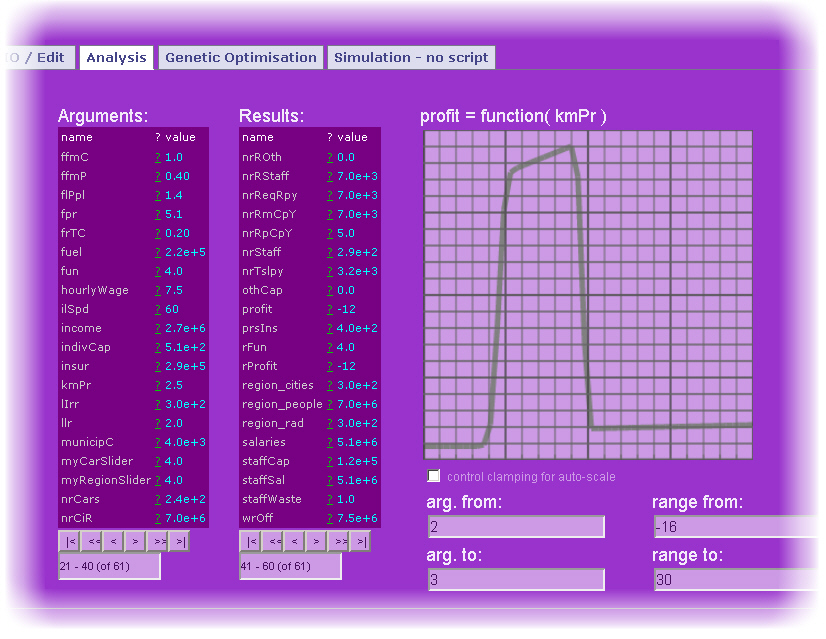 IO / Edit Analysis Genetic Optimisation Simulation - no script
Arguments:
name ? value
ffmC ? 1.0
ffmP ? 0.40
flPpl ? 1.4
fpr ? 5.1
frTC ? 0.20
fuel ? 2.2e+5
fun ? 4.0
hourlyWage ? 7.5
ilSpd ? 60
income ? 2.7e+6
indivCap ? 5.1e+2
insur ? 2.9e+5
kmPr ? 2.5
lIrr ? 3.0e+2
llr ? 2.0
municipC ? 4.0e+3
myCarSlider ? 4.0
myRegionSlider ? 4.0
nrCars ? 2.4e+2
nrCiR ? 7.0e+6
|< << < > >> >|
21 - 40 (of 61)
Results:
name ? value
nrROth ? 0.0
nrRStaff ? 7.0e+3
nrReqRpy ? 7.0e+3
nrRmCpY ? 7.0e+3
nrRpCpY ? 5.0
nrStaff ? 2.9e+2
nrTslpy ? 3.2e+3
othCap ? 0.0
profit ? -12
prsIns ? 4.0e+2
rFun ? 4.0
rProfit ? -12
region_cities ? 3.0e+2
region_people ? 7.0e+6
region_rad ? 3.0e+2
salaries ? 5.1e+6
staffCap ? 1.2e+5
staffSal ? 5.1e+6
staffWaste ? 1.0
wrOff ? 7.5e+6
|< << < > >> >|
41 - 60 (of 61)
profit = function( kmPr )
control clamping for auto-scale
arg. from: range from:
2 -16
arg. to: range to:
3 30